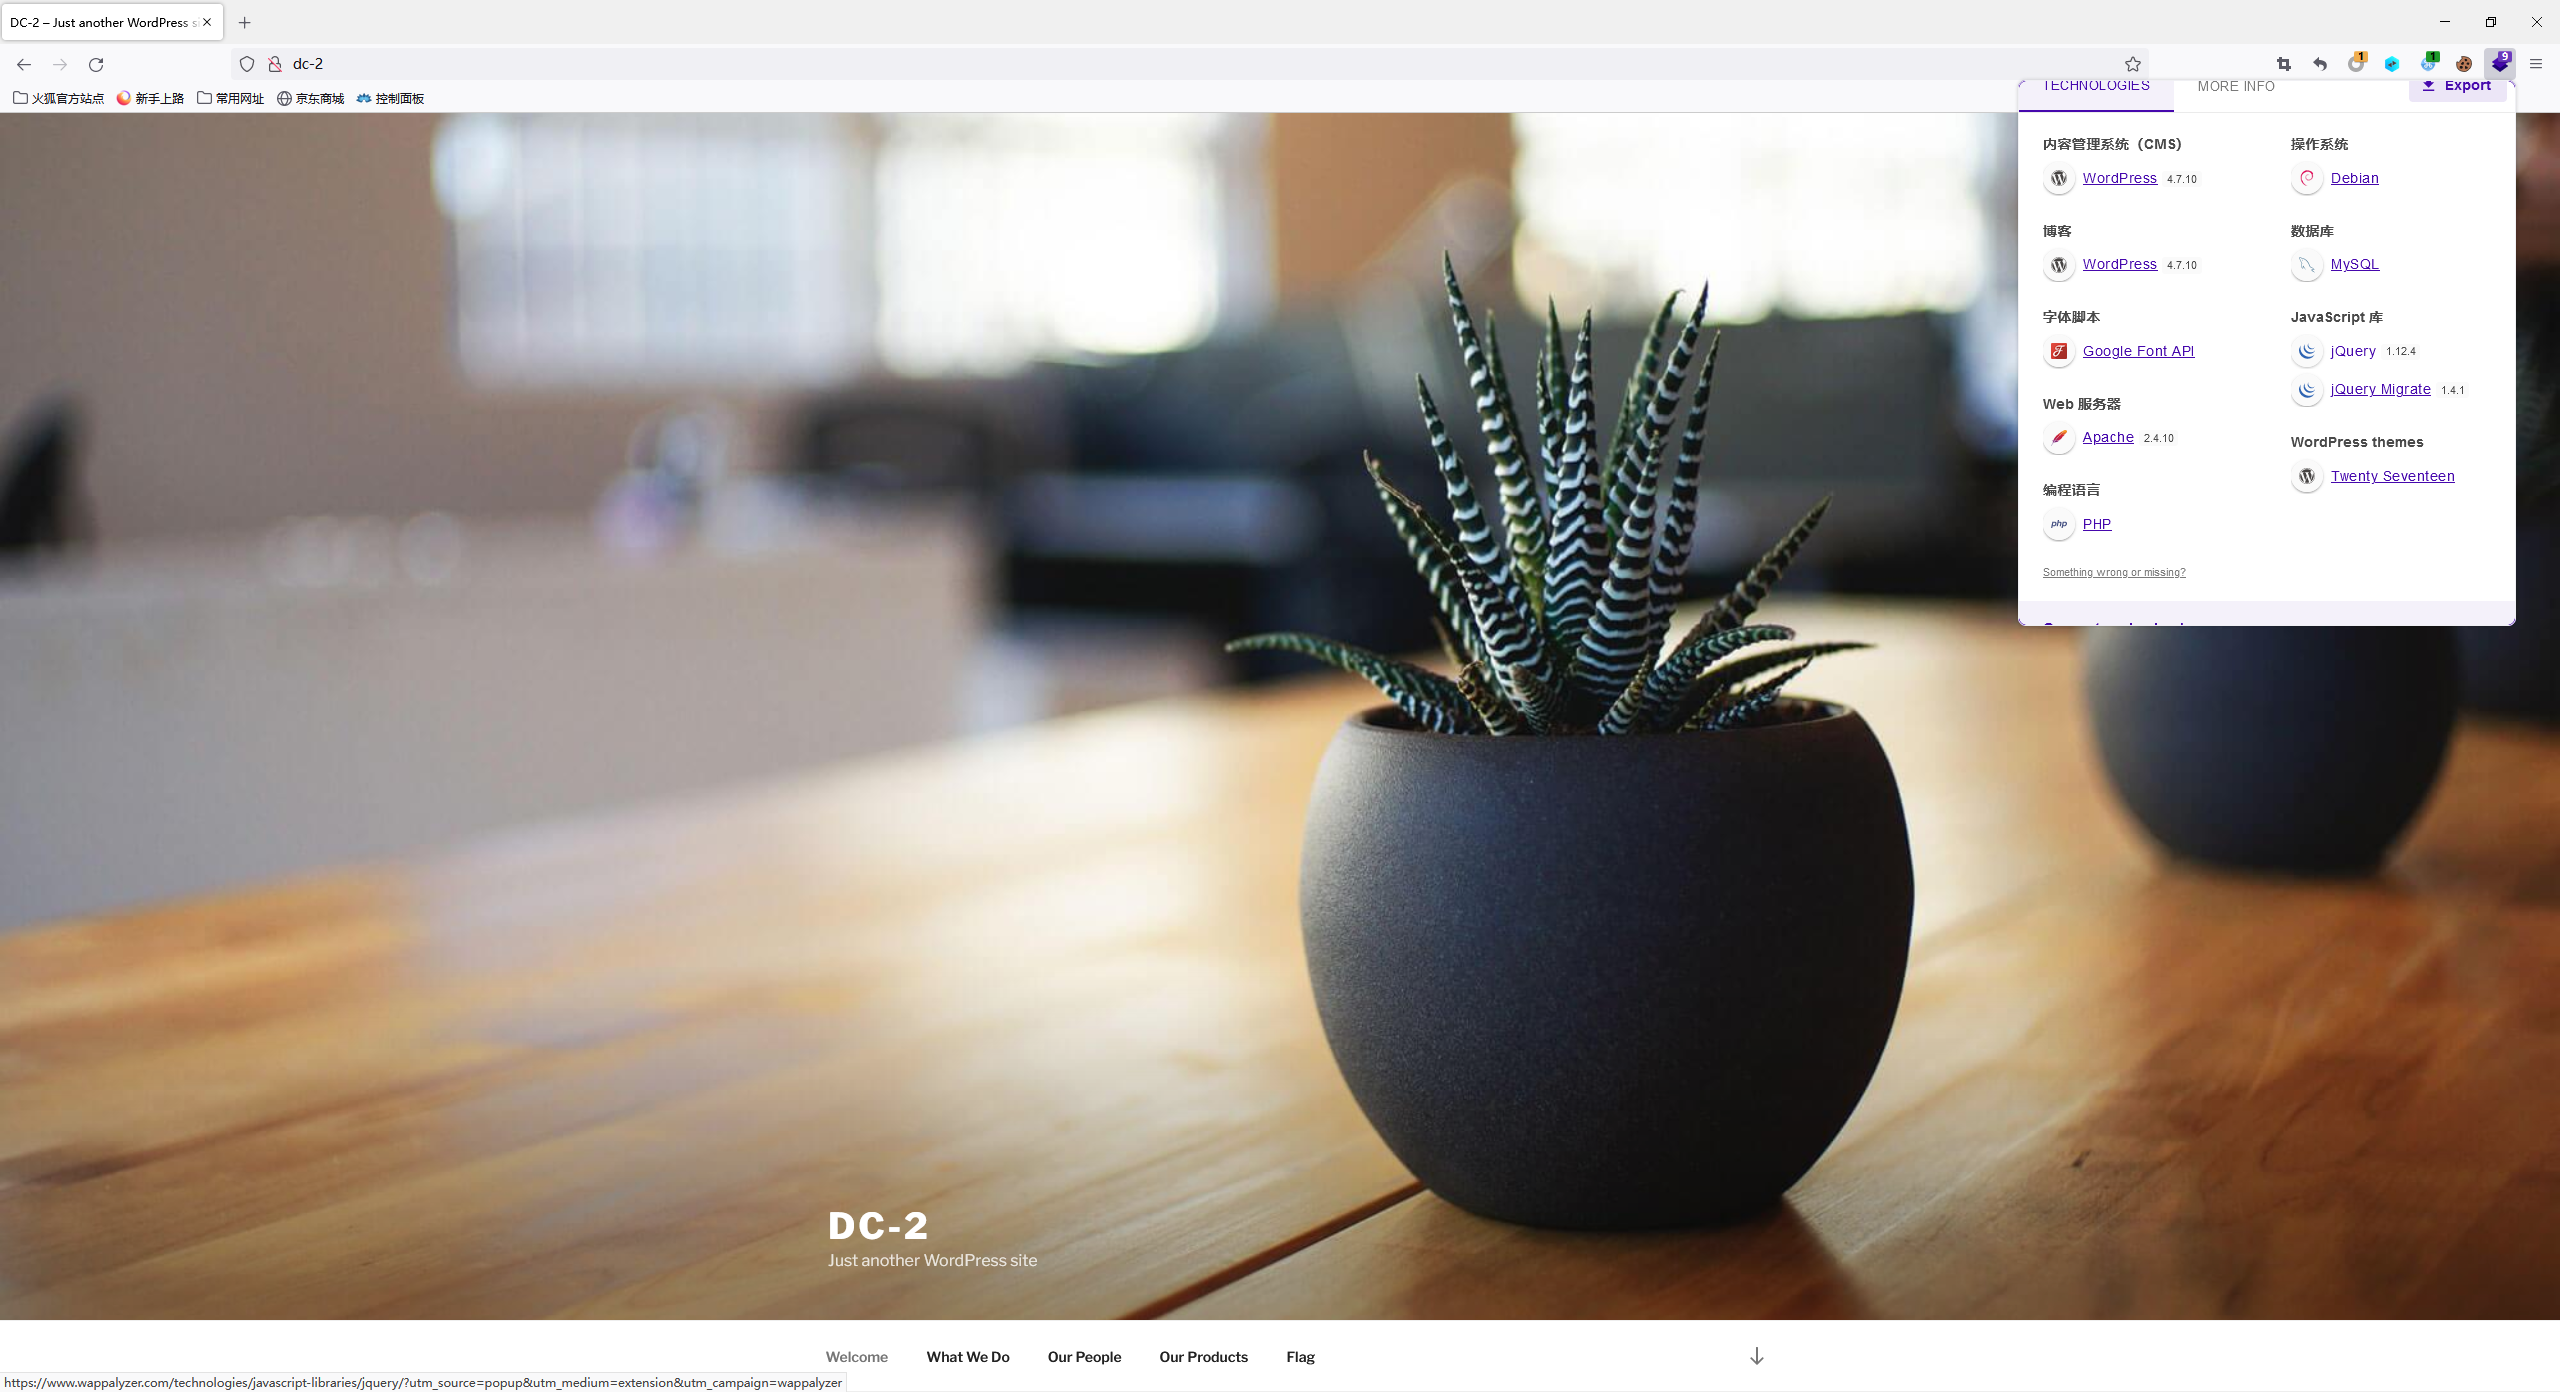 DC-2 – Just another WordPress si
dc-2
1
1
9
火狐官方站点
新手上路
常用网址
京东商城
控制面板
TECHNOLOGIES
MORE INFO
Export
内容管理系统（CMS）
WordPress 4.7.10
博客
WordPress 4.7.10
字体脚本
Google Font API
Web 服务器
Apache 2.4.10
编程语言
php PHP
Something wrong or missing?
操作系统
Debian
数据库
MySQL
JavaScript 库
jQuery 1.12.4
jQuery Migrate 1.4.1
WordPress themes
Twenty Seventeen
DC-2
Just another WordPress site
Welcome
What We Do
Our People
Our Products
Flag
https://www.wappalyzer.com/technologies/javascript-libraries/jquery/?utm_source=popup&utm_medium=extension&utm_campaign=wappalyzer